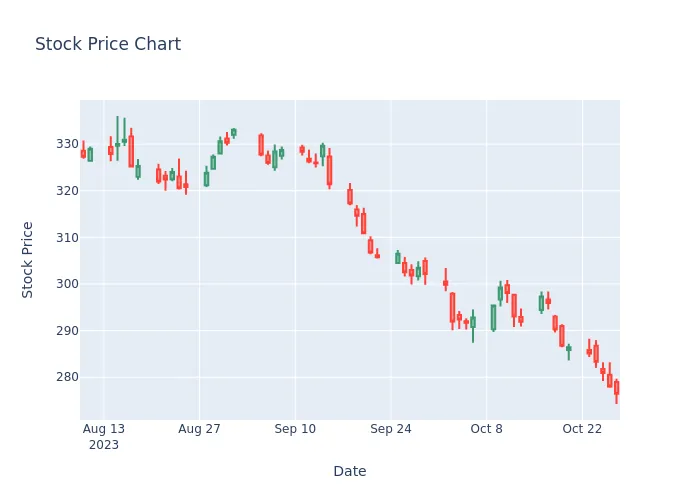 Stock Price Chart
Stock Price
330
320
310
300
290
280
Aug 13
2023
Aug 27
Sep 10
Sep 24
Oct 8
Oct 22
Date